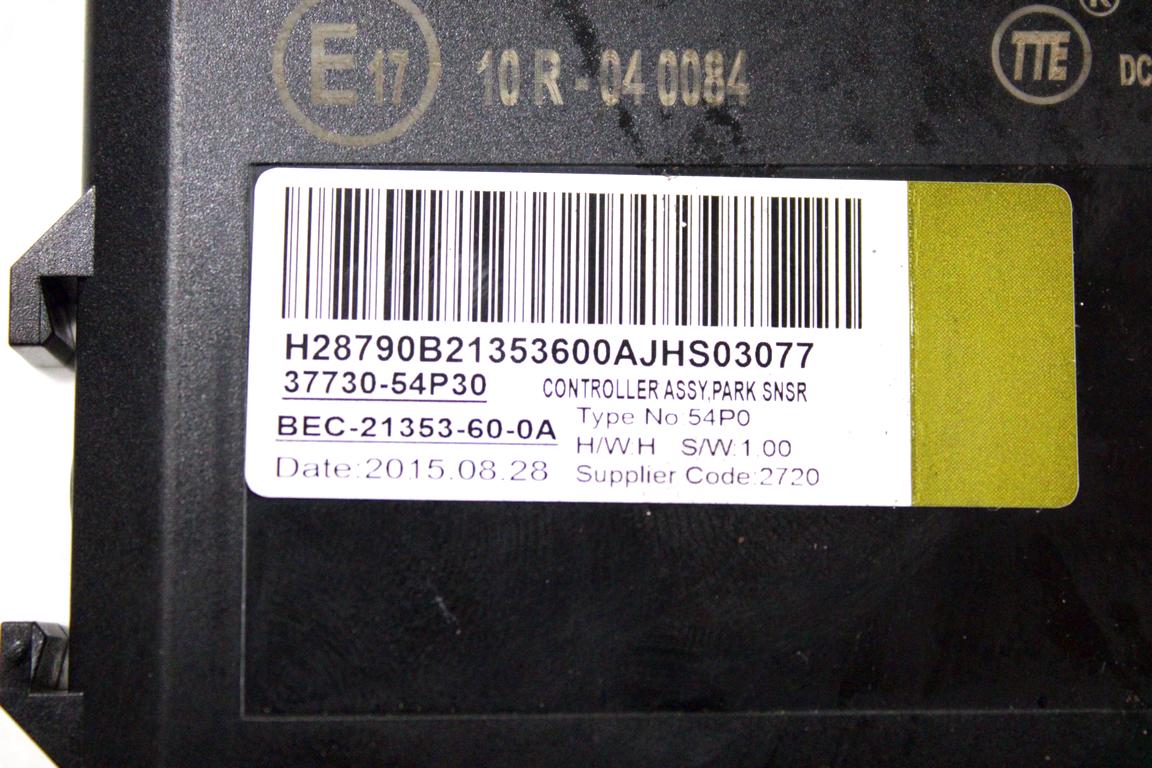 E17 10 R - 04 0084
TTE ® DC
H28790B21353600AJHS03077
37730-54P30 CONTROLLER ASSY,PARK SNSR
Type No 54P0
BEC-21353-60-0A H/W:H S/W:1.00
Date:2015.08.28 Supplier Code:2720